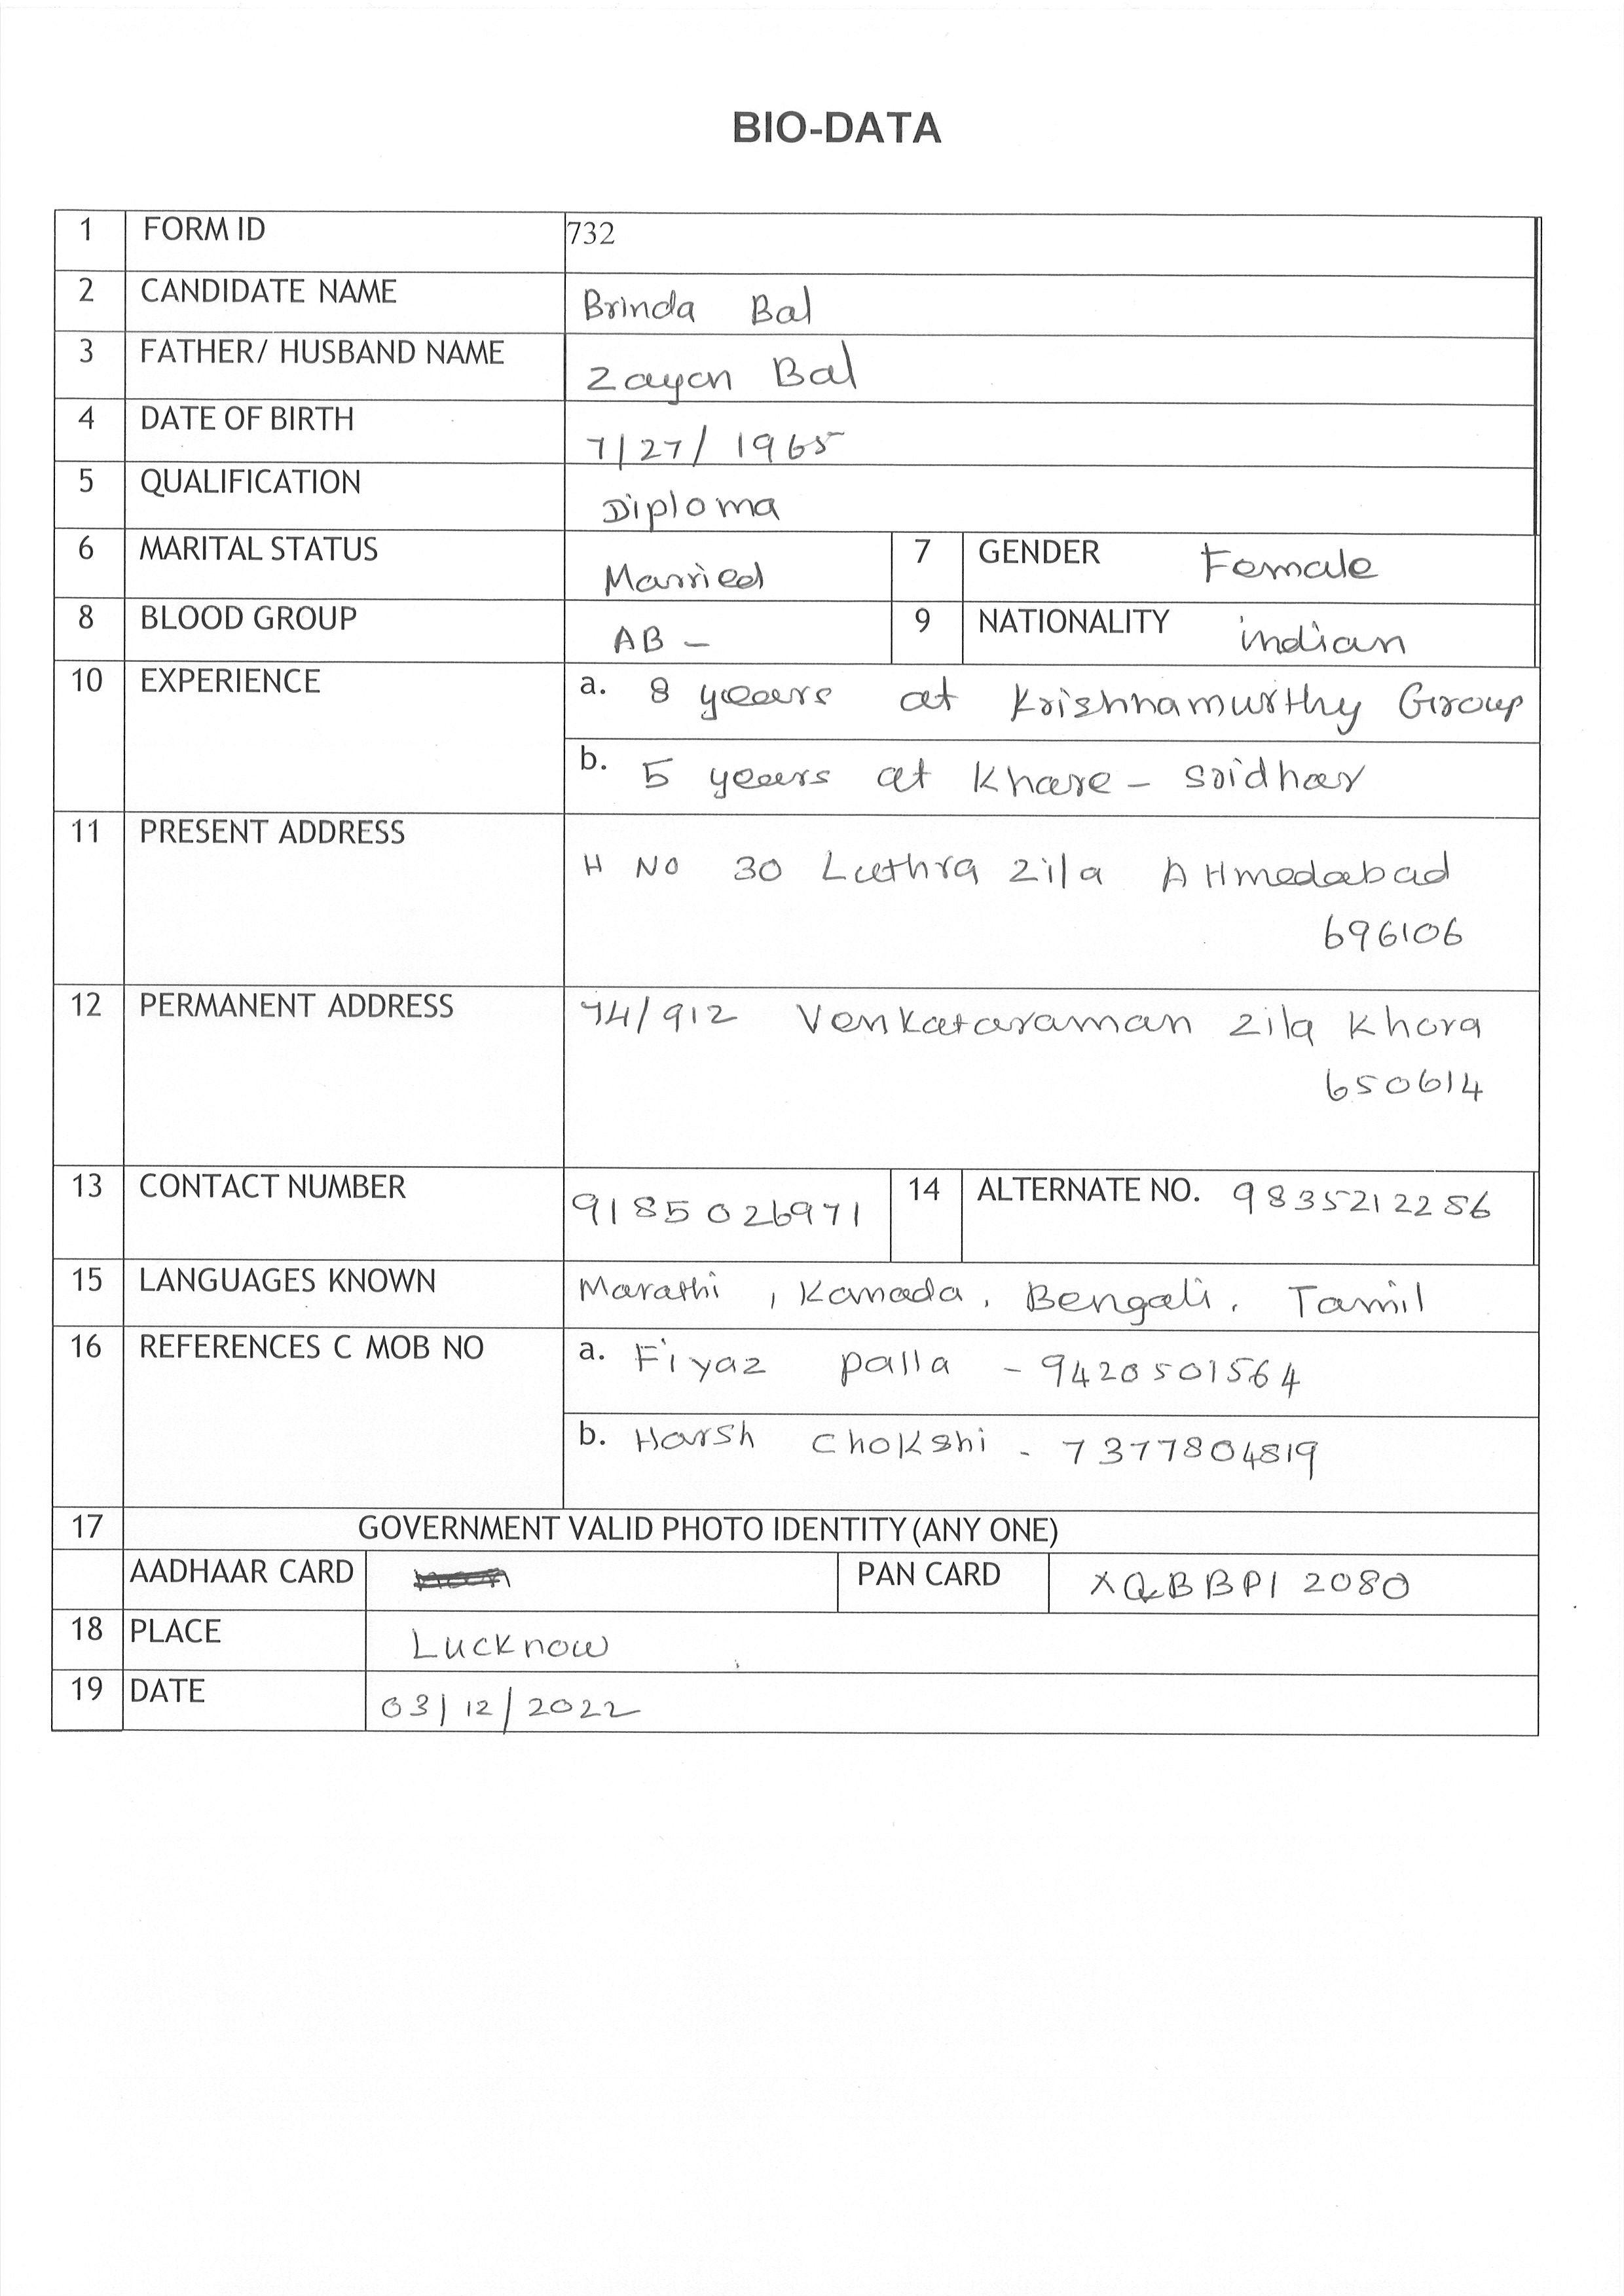 BIO-DATA
1 FORM ID 732
2 CANDIDATE NAME Brinda Bal
3 FATHER/ HUSBAND NAME Zayan Bal
4 DATE OF BIRTH 7/27/1965
5 QUALIFICATION Diploma
6 MARITAL STATUS Married 7 GENDER Female
8 BLOOD GROUP AB - 9 NATIONALITY indian
10 EXPERIENCE a. 8 years at Krishnamurthy Group
b. 5 years at Khare - Sridhar
11 PRESENT ADDRESS
H NO 30 Luthra Zila AHmedabad
696106
12 PERMANENT ADDRESS 74/912 Venkataraman Zila Khora
650614
13 CONTACT NUMBER 9185026971 14 ALTERNATE NO. 9835212286
15 LANGUAGES KNOWN Marathi, Kannada, Bengali, Tamil
16 REFERENCES C MOB NO a. Fiyaz palla - 9420501564
b. Harsh Chokshi - 7377804819
17 GOVERNMENT VALID PHOTO IDENTITY (ANY ONE)
AADHAAR CARD PAN CARD XQBBPI2080
18 PLACE Lucknow
19 DATE 03/12/2022